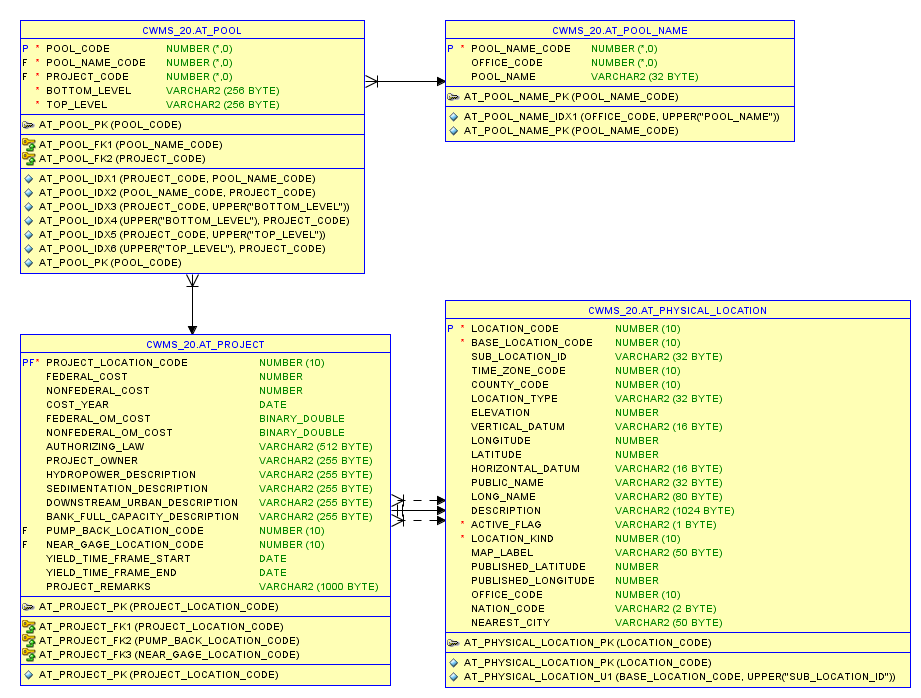 CWMS_20.AT_POOL
P * POOL_CODE NUMBER (*,0)
F * POOL_NAME_CODE NUMBER (*,0)
F * PROJECT_CODE NUMBER (*,0)
* BOTTOM_LEVEL VARCHAR2 (256 BYTE)
* TOP_LEVEL VARCHAR2 (256 BYTE)
AT_POOL_PK (POOL_CODE)
AT_POOL_FK1 (POOL_NAME_CODE)
AT_POOL_FK2 (PROJECT_CODE)
AT_POOL_IDX1 (PROJECT_CODE, POOL_NAME_CODE)
AT_POOL_IDX2 (POOL_NAME_CODE, PROJECT_CODE)
AT_POOL_IDX3 (PROJECT_CODE, UPPER("BOTTOM_LEVEL"))
AT_POOL_IDX4 (UPPER("BOTTOM_LEVEL"), PROJECT_CODE)
AT_POOL_IDX5 (PROJECT_CODE, UPPER("TOP_LEVEL"))
AT_POOL_IDX6 (UPPER("TOP_LEVEL"), PROJECT_CODE)
AT_POOL_PK (POOL_CODE)
CWMS_20.AT_POOL_NAME
P * POOL_NAME_CODE NUMBER (*,0)
OFFICE_CODE NUMBER (*,0)
POOL_NAME VARCHAR2 (32 BYTE)
AT_POOL_NAME_PK (POOL_NAME_CODE)
AT_POOL_NAME_IDX1 (OFFICE_CODE, UPPER("POOL_NAME"))
AT_POOL_NAME_PK (POOL_NAME_CODE)
CWMS_20.AT_PROJECT
PF* PROJECT_LOCATION_CODE NUMBER (10)
FEDERAL_COST NUMBER
NONFEDERAL_COST NUMBER
COST_YEAR DATE
FEDERAL_OM_COST BINARY_DOUBLE
NONFEDERAL_OM_COST BINARY_DOUBLE
AUTHORIZING_LAW VARCHAR2 (512 BYTE)
PROJECT_OWNER VARCHAR2 (255 BYTE)
HYDROPOWER_DESCRIPTION VARCHAR2 (255 BYTE)
SEDIMENTATION_DESCRIPTION VARCHAR2 (255 BYTE)
DOWNSTREAM_URBAN_DESCRIPTION VARCHAR2 (255 BYTE)
BANK_FULL_CAPACITY_DESCRIPTION VARCHAR2 (255 BYTE)
F PUMP_BACK_LOCATION_CODE NUMBER (10)
F NEAR_GAGE_LOCATION_CODE NUMBER (10)
YIELD_TIME_FRAME_START DATE
YIELD_TIME_FRAME_END DATE
PROJECT_REMARKS VARCHAR2 (1000 BYTE)
AT_PROJECT_PK (PROJECT_LOCATION_CODE)
AT_PROJECT_FK1 (PROJECT_LOCATION_CODE)
AT_PROJECT_FK2 (PUMP_BACK_LOCATION_CODE)
AT_PROJECT_FK3 (NEAR_GAGE_LOCATION_CODE)
AT_PROJECT_PK (PROJECT_LOCATION_CODE)
CWMS_20.AT_PHYSICAL_LOCATION
P * LOCATION_CODE NUMBER (10)
* BASE_LOCATION_CODE NUMBER (10)
SUB_LOCATION_ID VARCHAR2 (32 BYTE)
TIME_ZONE_CODE NUMBER (10)
COUNTY_CODE NUMBER (10)
LOCATION_TYPE VARCHAR2 (32 BYTE)
ELEVATION NUMBER
VERTICAL_DATUM VARCHAR2 (16 BYTE)
LONGITUDE NUMBER
LATITUDE NUMBER
HORIZONTAL_DATUM VARCHAR2 (16 BYTE)
PUBLIC_NAME VARCHAR2 (32 BYTE)
LONG_NAME VARCHAR2 (80 BYTE)
DESCRIPTION VARCHAR2 (1024 BYTE)
* ACTIVE_FLAG VARCHAR2 (1 BYTE)
* LOCATION_KIND NUMBER (10)
MAP_LABEL VARCHAR2 (50 BYTE)
PUBLISHED_LATITUDE NUMBER
PUBLISHED_LONGITUDE NUMBER
OFFICE_CODE NUMBER (10)
NATION_CODE VARCHAR2 (2 BYTE)
NEAREST_CITY VARCHAR2 (50 BYTE)
AT_PHYSICAL_LOCATION_PK (LOCATION_CODE)
AT_PHYSICAL_LOCATION_PK (LOCATION_CODE)
AT_PHYSICAL_LOCATION_U1 (BASE_LOCATION_CODE, UPPER("SUB_LOCATION_ID"))